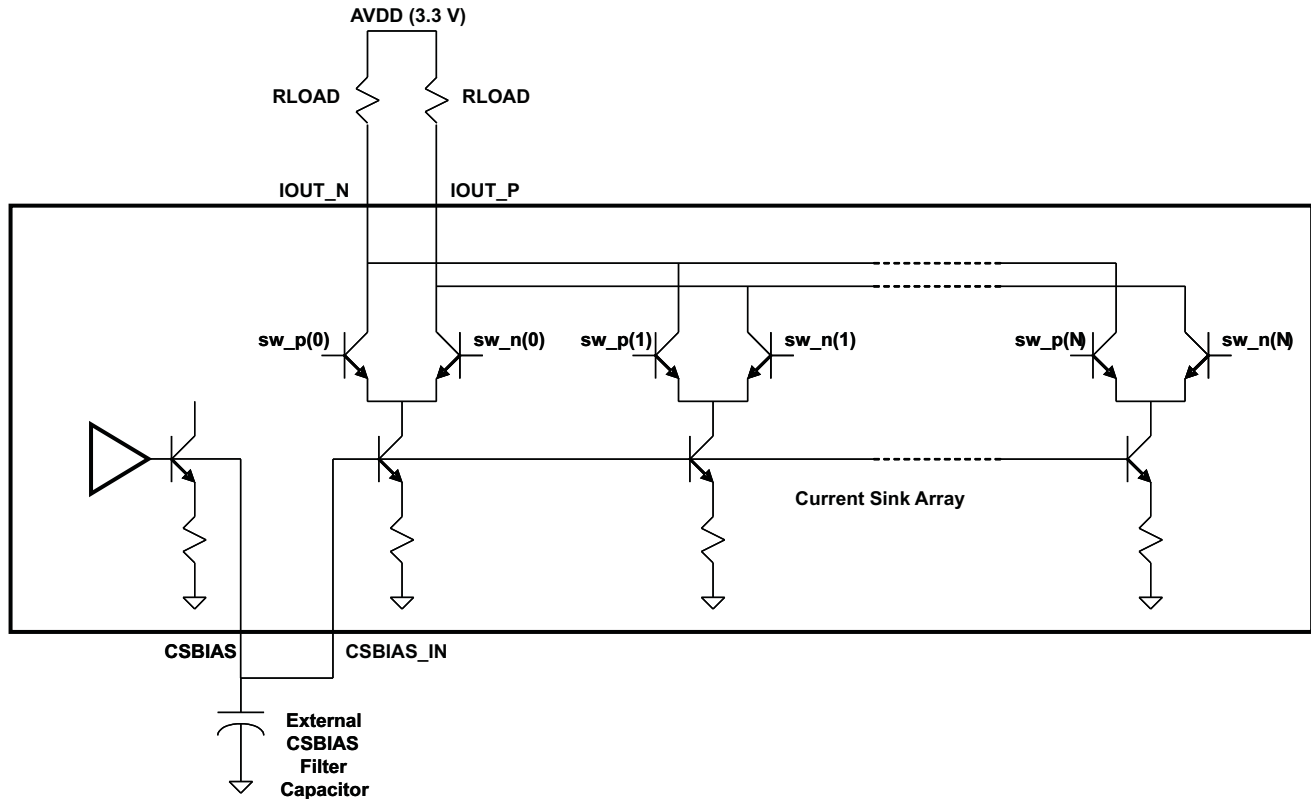 AVDD (3.3 V)
RLOAD
RLOAD
IOUT_N
IOUT_P
sw_p(0)
sw_n(0)
sw_p(1)
sw_n(1)
sw_p(N)
sw_n(N)
Current Sink Array
CSBIAS
CSBIAS_IN
External
CSBIAS
Filter
Capacitor